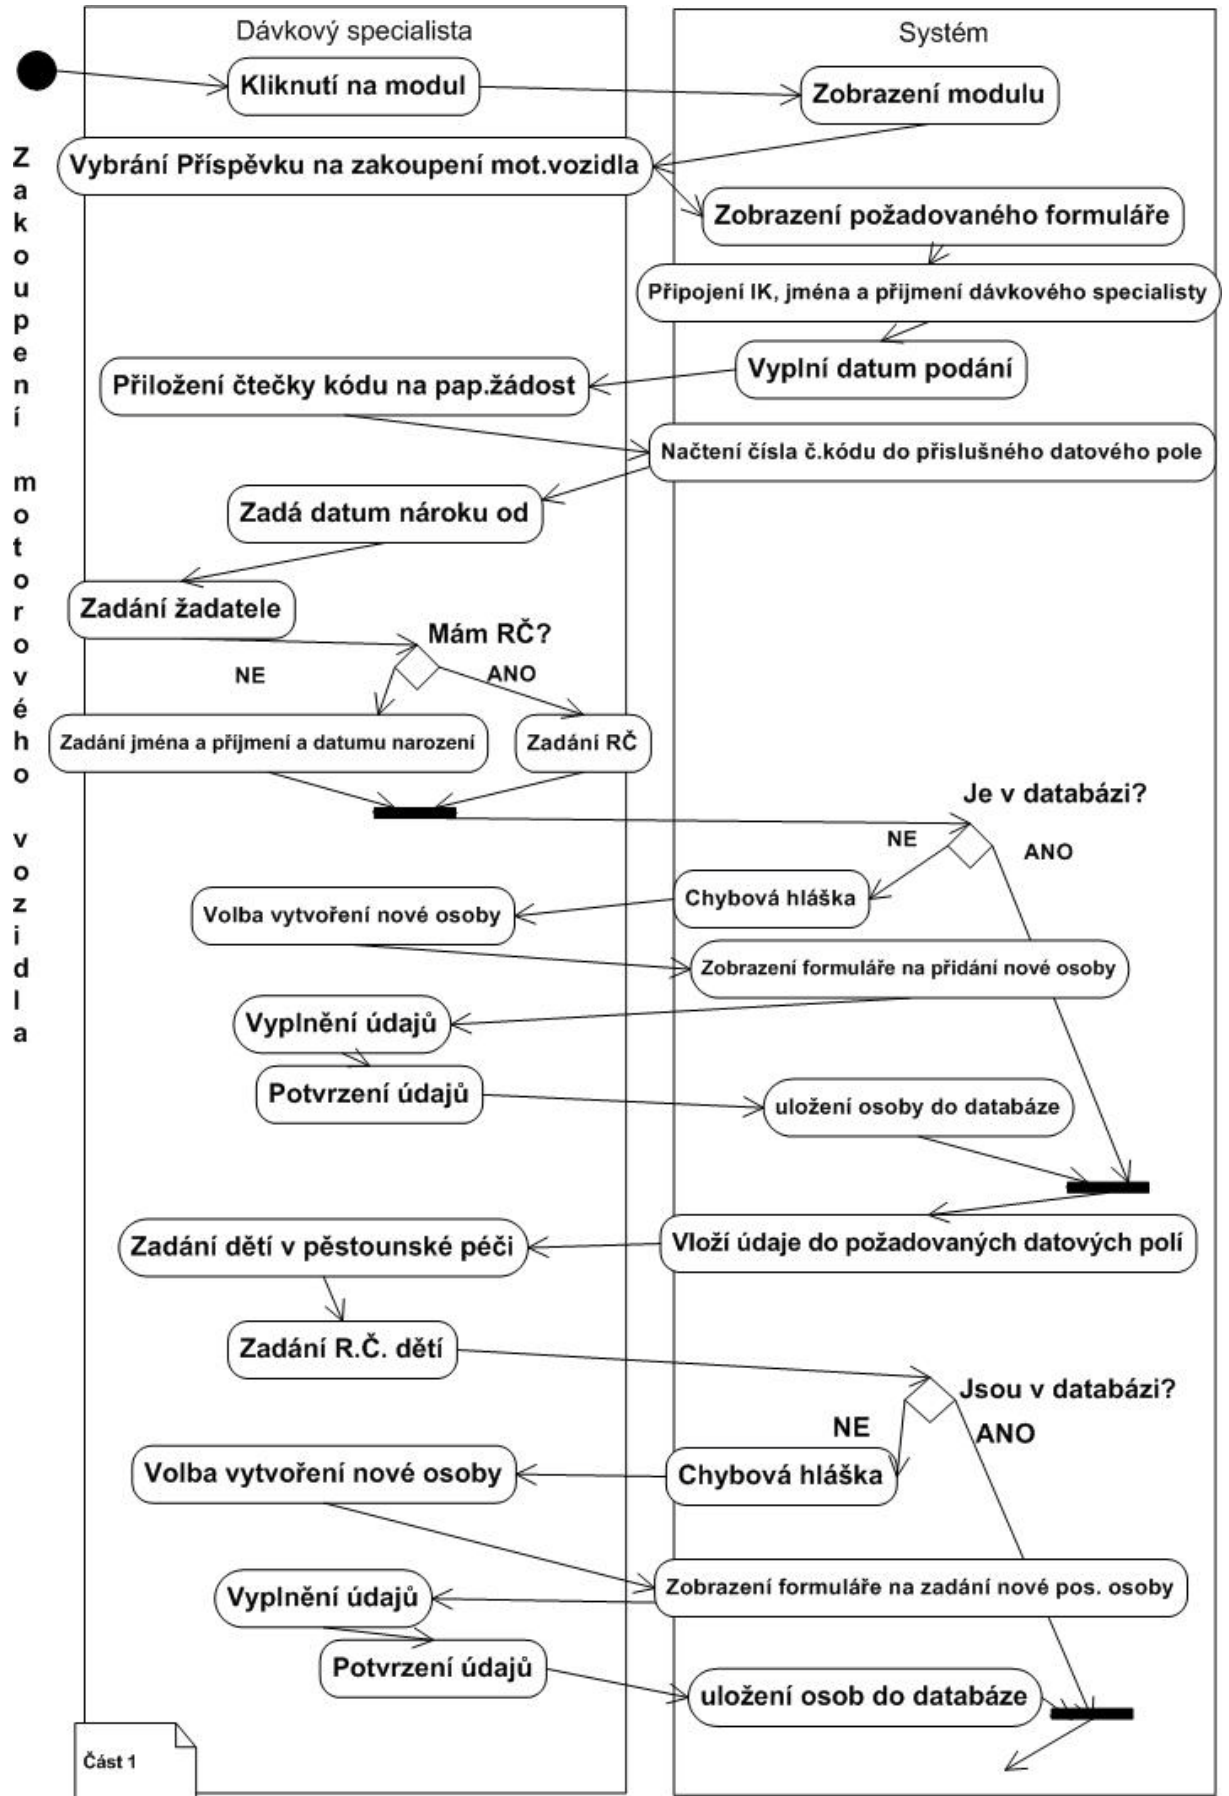 Dávkový specialista
Systém
Zakoupení motorového vozidla
Kliknutí na modul
Zobrazení modulu
Vybrání Příspěvku na zakoupení mot.vozidla
Zobrazení požadovaného formuláře
Připojení IK, jména a přijmení dávkového specialisty
Vyplní datum podání
Přiložení čtečky kódu na pap.žádost
Načtení čísla č.kódu do přislušného datového pole
Zadá datum nároku od
Zadání žadatele
Mám RČ?
NE
ANO
Zadání jména a příjmení a datumu narození
Zadání RČ
Je v databázi?
NE
ANO
Chybová hláška
Volba vytvoření nové osoby
Zobrazení formuláře na přidání nové osoby
Vyplnění údajů
Potvrzení údajů
uložení osoby do databáze
Vloží údaje do požadovaných datových polí
Zadání dětí v pěstounské péči
Zadání R.Č. dětí
Jsou v databázi?
NE
ANO
Chybová hláška
Volba vytvoření nové osoby
Zobrazení formuláře na zadání nové pos. osoby
Vyplnění údajů
Potvrzení údajů
uložení osob do databáze
Část 1